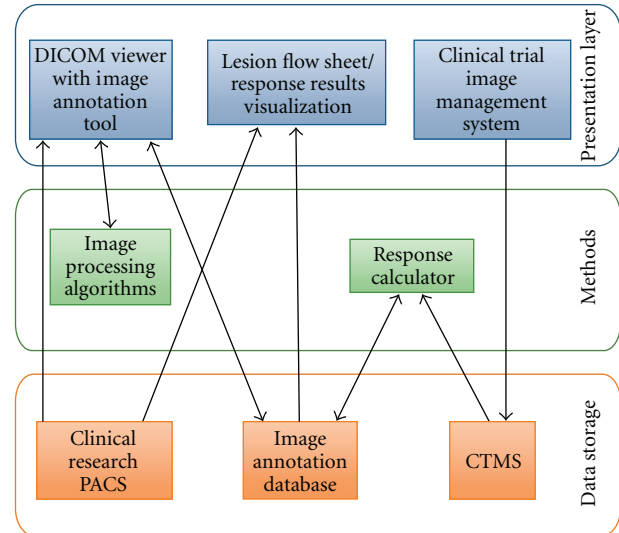 DICOM viewer
with image
annotation
tool
Lesion flow sheet/
response results
visualization
Clinical trial
image
management
system
Presentation layer
Image
processing
algorithms
Response
calculator
Methods
Clinical
research
PACS
Image
annotation
database
CTMS
Data storage